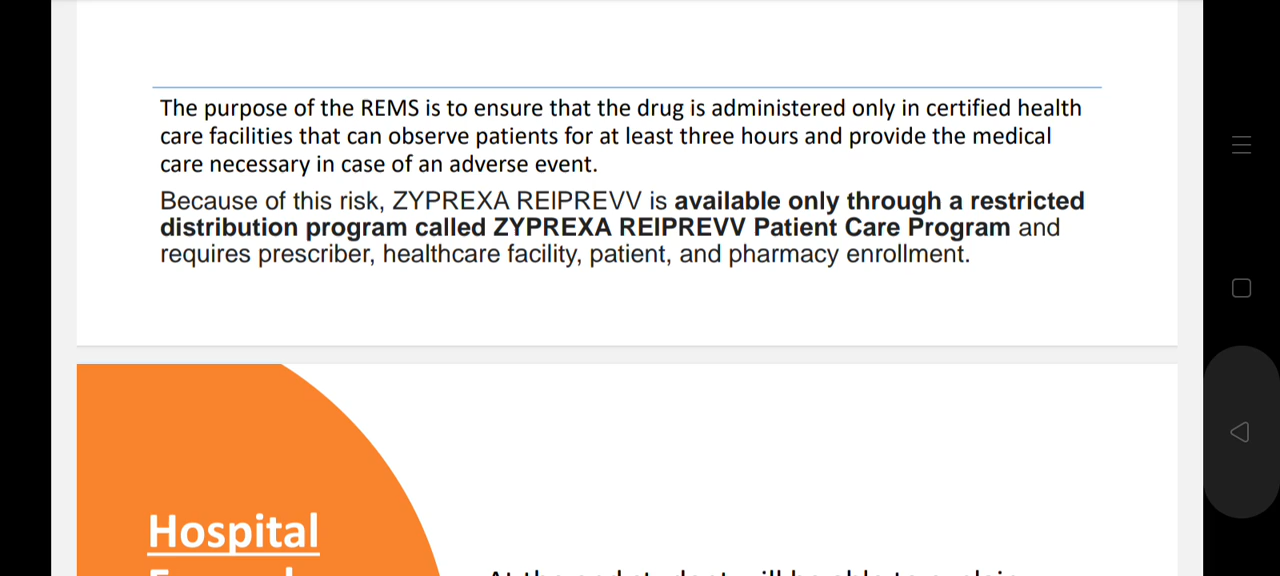 The purpose of the REMS is to ensure that the drug is administered only in certified health
care facilities that can observe patients for at least three hours and provide the medical
care necessary in case of an adverse event.
Because of this risk, ZYPREXA REIPREVV is available only through a restricted
distribution program called ZYPREXA REIPREVV Patient Care Program and
requires prescriber, healthcare facility, patient, and pharmacy enrollment.
Hospital